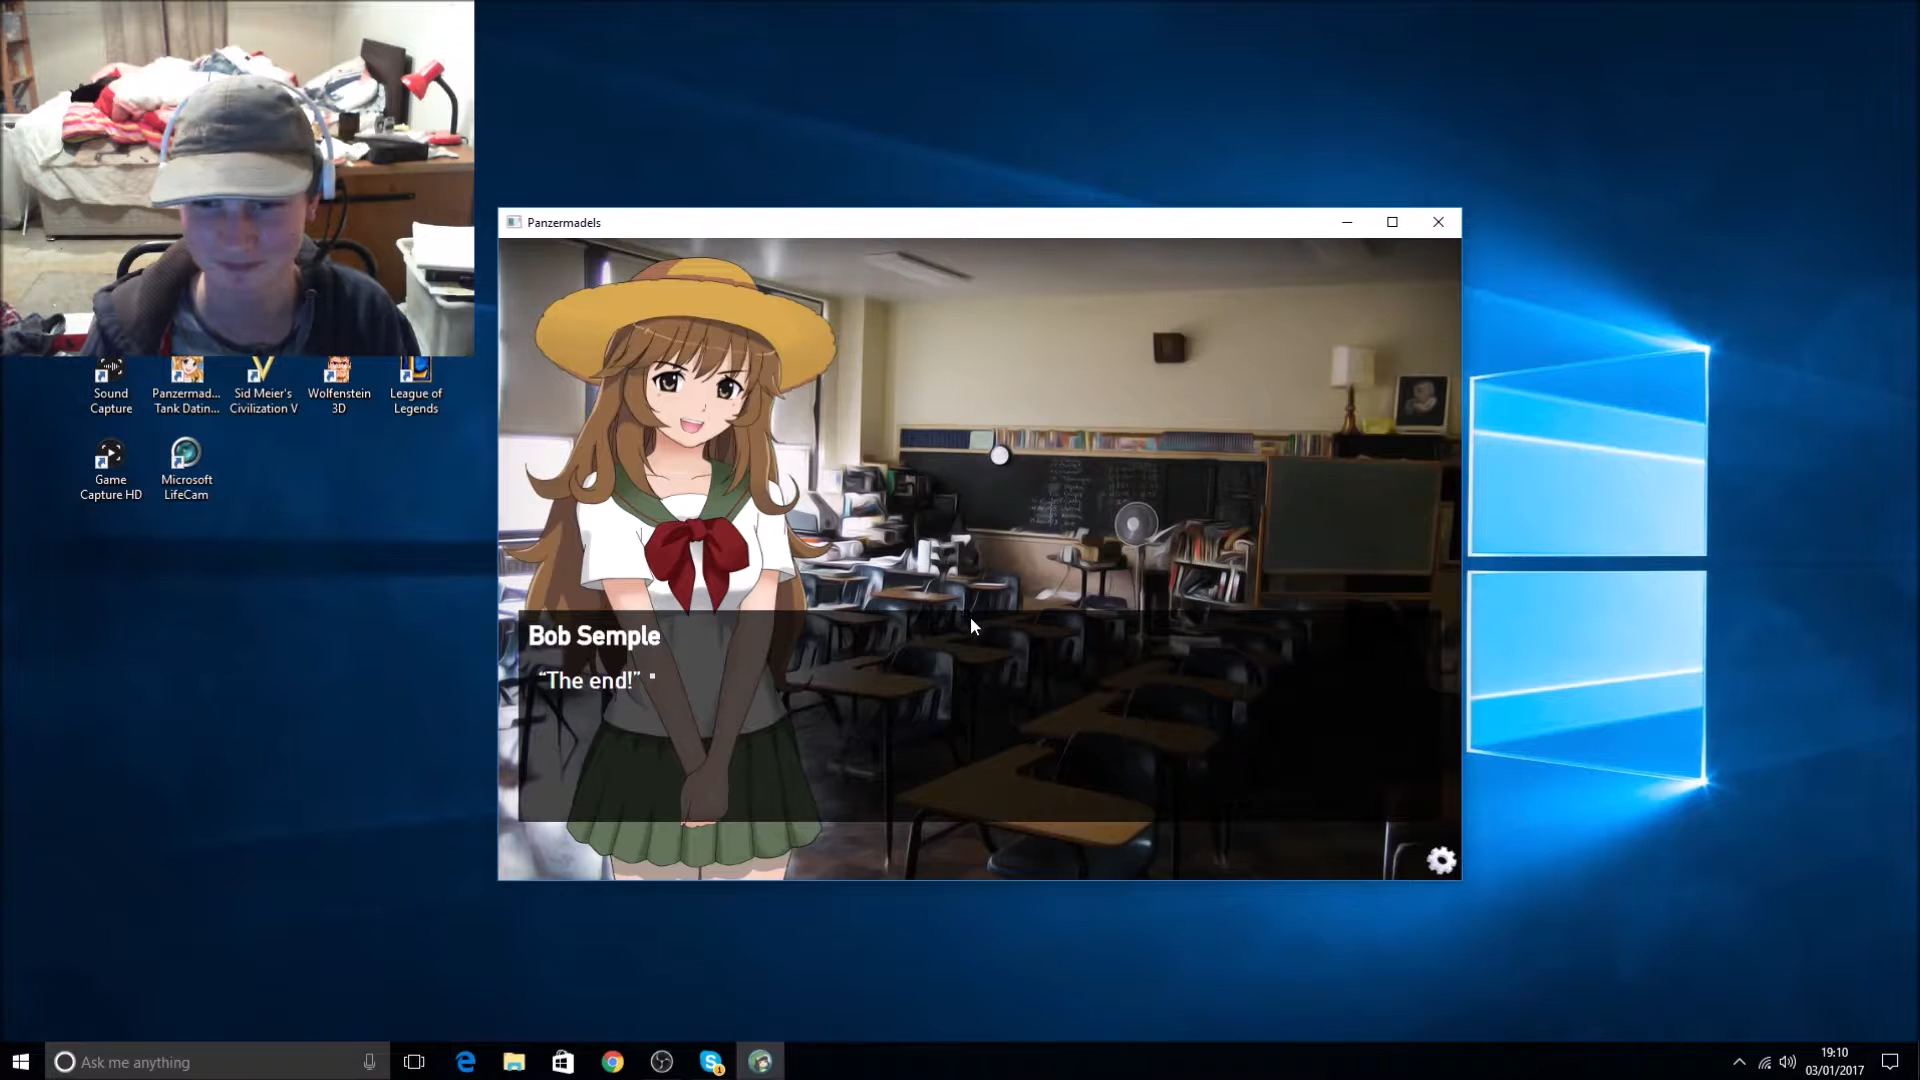 Panzermadels
Sound
Capture
Panzermad...
Tank Datin...
Sid Meier's
Civilization V
Wolfenstein
3D
League of
Legends
Game
Capture HD
Microsoft
LifeCam
Bob Semple
“The end!”
Ask me anything
19:10
03/01/2017